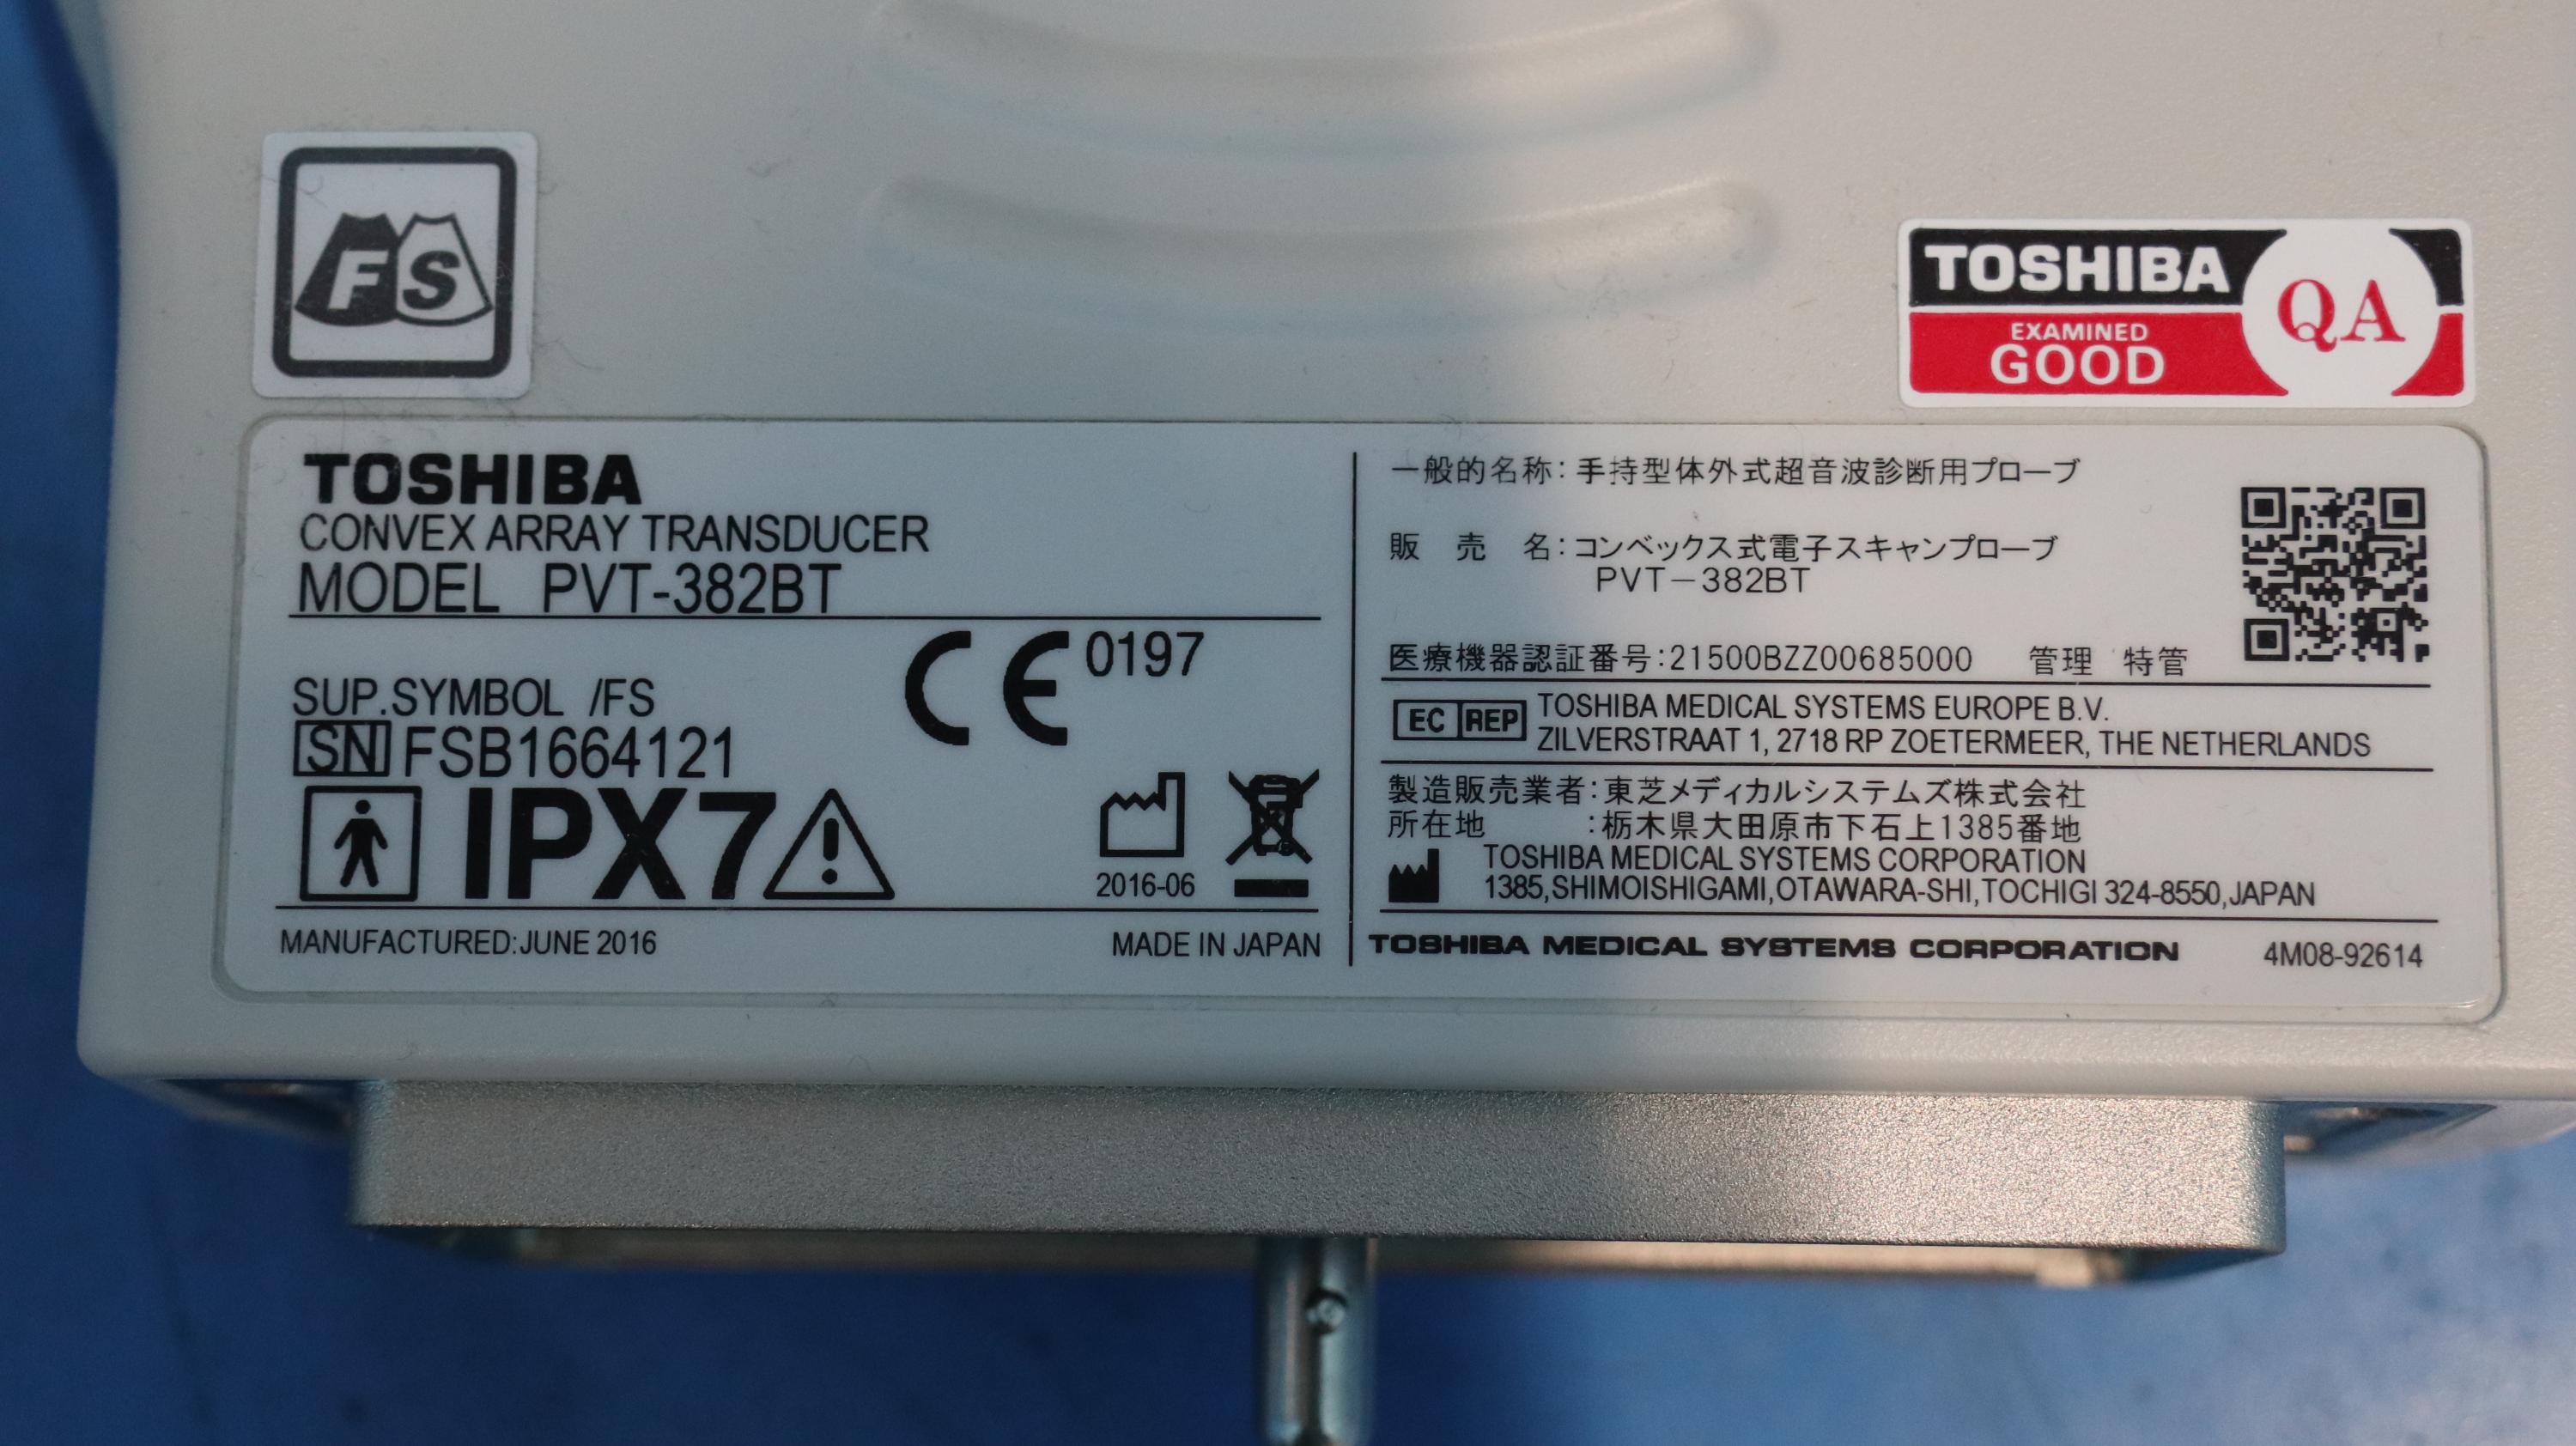 FS
TOSHIBA
EXAMINED
GOOD
QA
TOSHIBA
CONVEX ARRAY TRANSDUCER
MODEL PVT-382BT
CE 0197
SUP.SYMBOL /FS
SN FSB1664121
IPX7
2016-06
MANUFACTURED:JUNE 2016
MADE IN JAPAN
一般的名称:手持型体外式超音波診断用プローブ
販 売 名:コンベックス式電子スキャンプローブ
PVT-382BT
医療機器認証番号:21500BZZ00685000 管理 特管
EC REP TOSHIBA MEDICAL SYSTEMS EUROPE B.V.
ZILVERSTRAAT 1, 2718 RP ZOETERMEER, THE NETHERLANDS
製造販売業者:東芝メディカルシステムズ株式会社
所在地 :栃木県大田原市下石上1385番地
TOSHIBA MEDICAL SYSTEMS CORPORATION
1385,SHIMOISHIGAMI,OTAWARA-SHI,TOCHIGI 324-8550,JAPAN
TOSHIBA MEDICAL SYSTEMS CORPORATION 4M08-92614